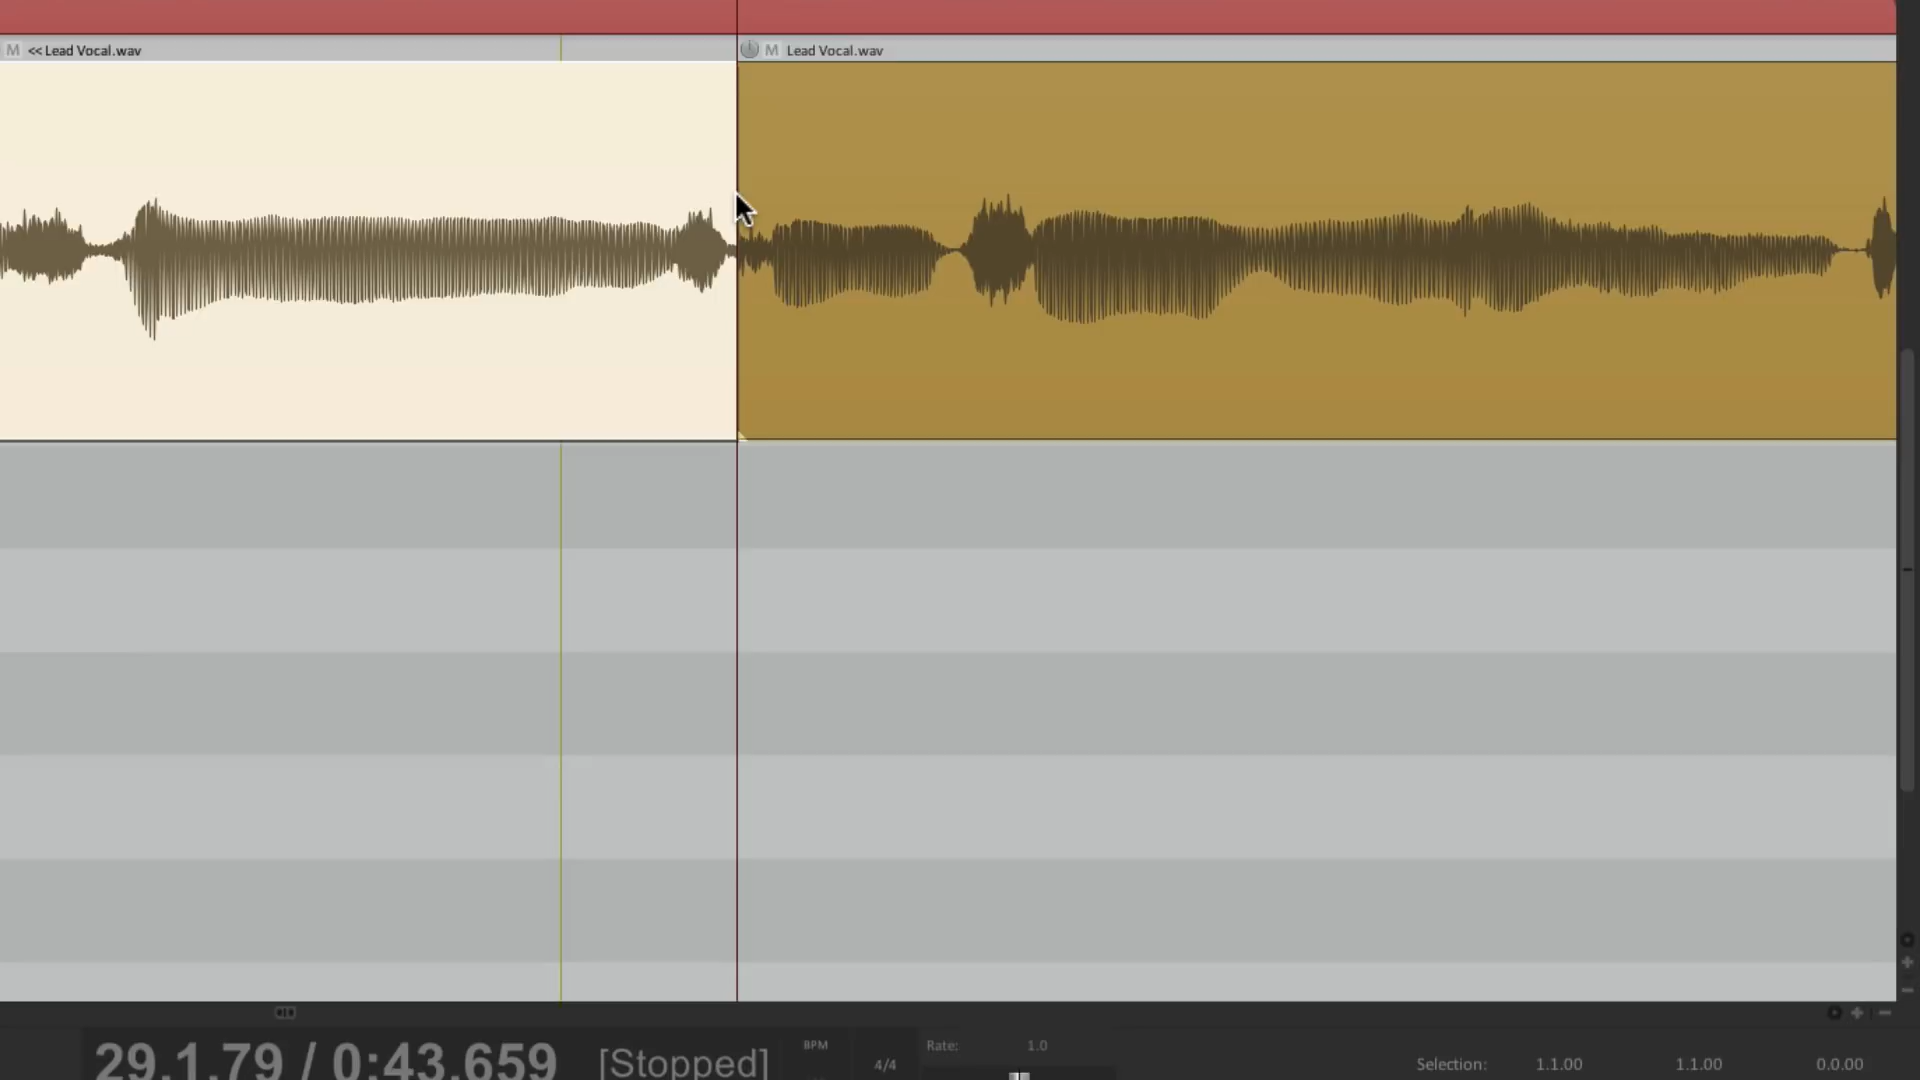 M << Lead Vocal.wav
M Lead Vocal.wav
29.1.79 / 0:43.659 [Stopped]
BPM
4/4
Rate: 1.0
Selection: 1.1.00 1.1.00 0.0.00